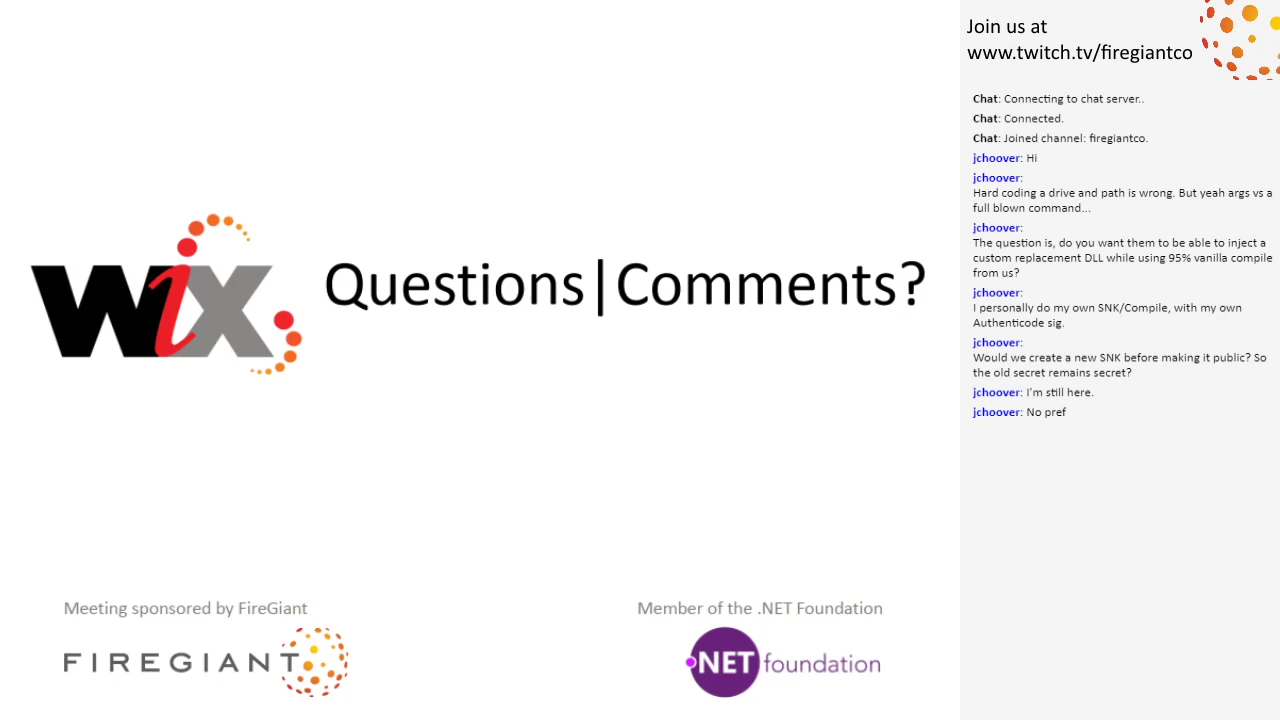 WiX
Questions|Comments?
Meeting sponsored by FireGiant
FIREGIANT
Member of the .NET Foundation
.NET foundation
Join us at
www.twitch.tv/firegiantco
Chat: Connecting to chat server..
Chat: Connected.
Chat: Joined channel: firegiantco.
jchoover: Hi
jchoover:
Hard coding a drive and path is wrong. But yeah args vs a
full blown command...
jchoover:
The question is, do you want them to be able to inject a
custom replacement DLL while using 95% vanilla compile
from us?
jchoover:
I personally do my own SNK/Compile, with my own
Authenticode sig.
jchoover:
Would we create a new SNK before making it public? So
the old secret remains secret?
jchoover: I'm still here.
jchoover: No pref